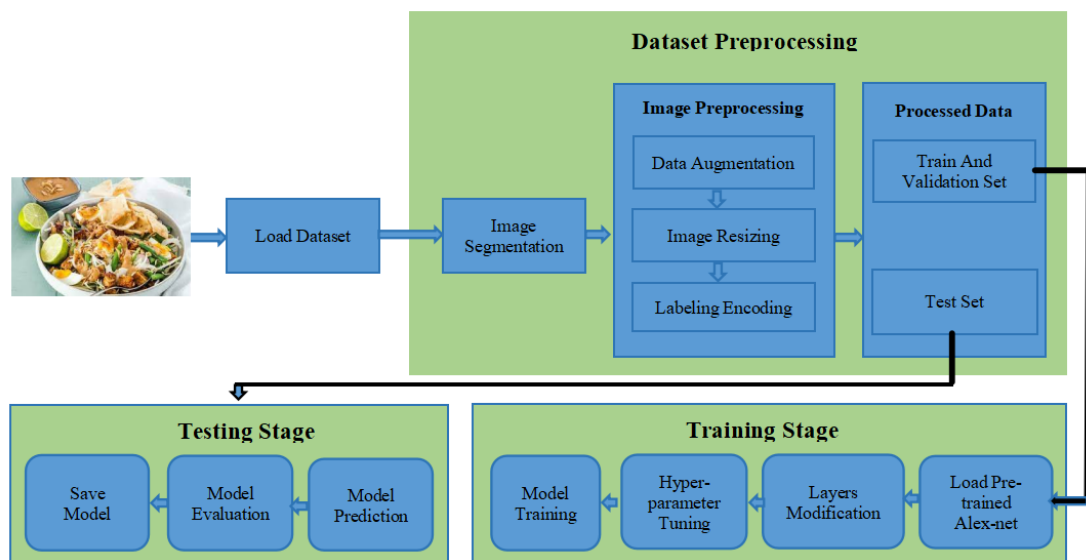 Dataset Preprocessing
Image Preprocessing
Data Augmentation
Image Resizing
Labeling Encoding
Processed Data
Train And
Validation Set
Test Set
Load Dataset
Image
Segmentation
Testing Stage
Save
Model
Model
Evaluation
Model
Prediction
Training Stage
Model
Training
Hyper-
parameter
Tuning
Layers
Modification
Load Pre-
trained
Alex-net